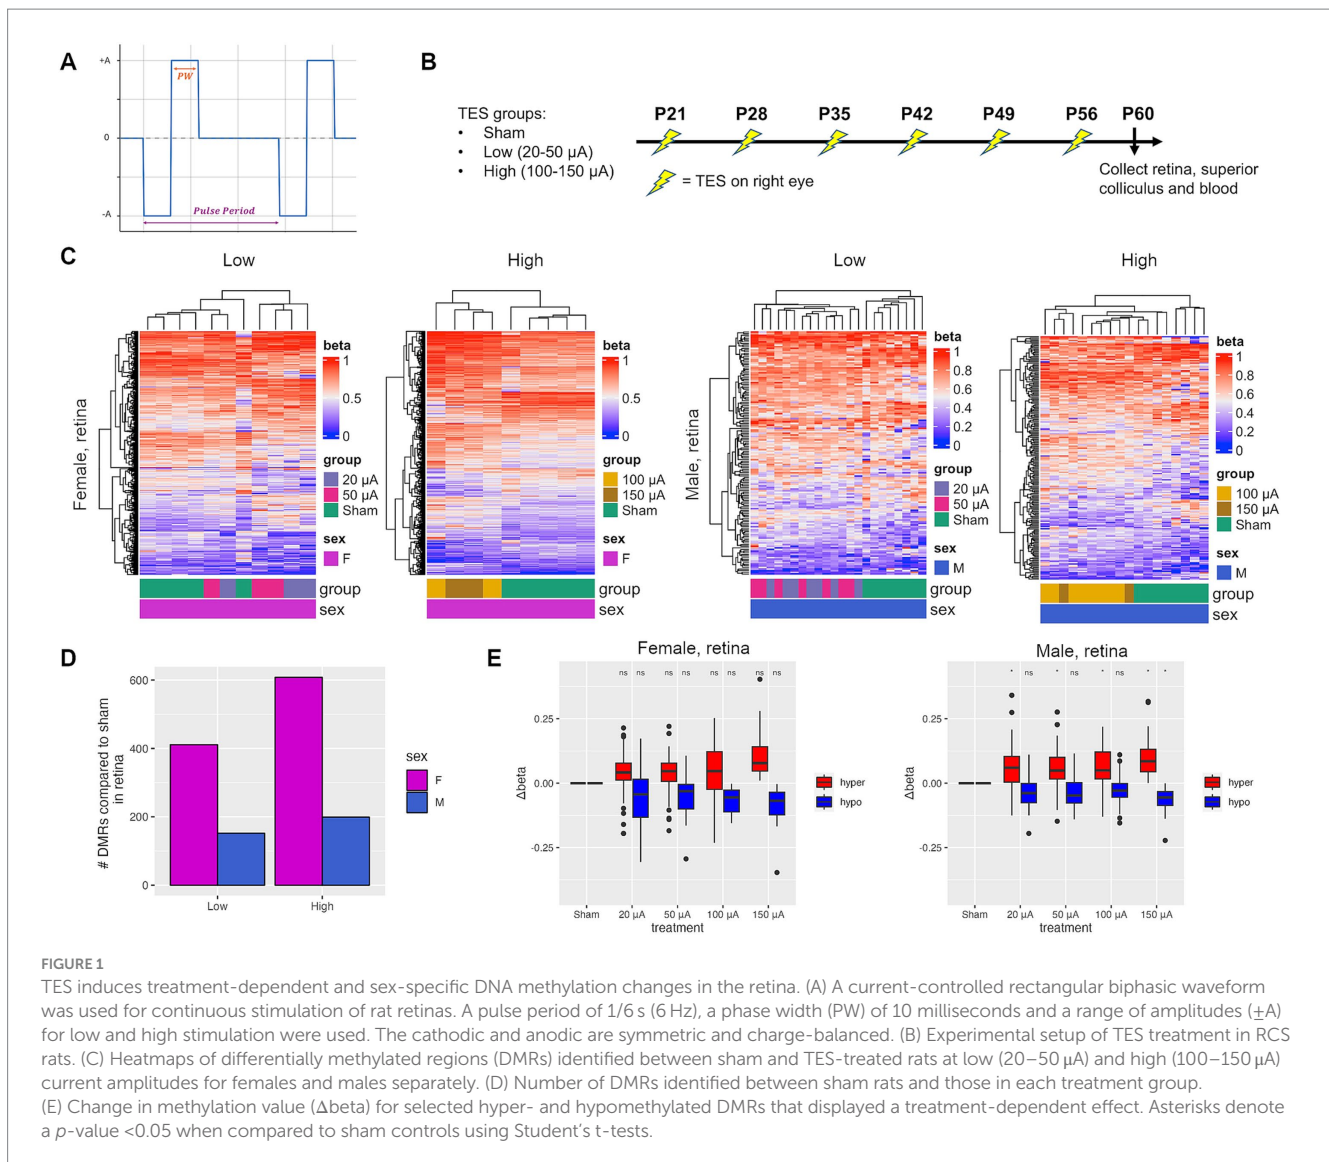 A
+A
PW
0
-A
Pulse Period
B
TES groups:
• Sham
• Low (20-50 µA)
• High (100-150 µA)
P21 P28 P35 P42 P49 P56 P60
= TES on right eye
Collect retina, superior
colliculus and blood
C
Low
High
Low
High
Female, retina
beta
1
0.5
0
group
20 µA
50 µA
Sham
sex
F
group
sex
beta
1
0.5
0
group
100 µA
150 µA
Sham
sex
F
group
sex
Male, retina
beta
1
0.8
0.6
0.4
0.2
0
group
20 µA
50 µA
Sham
sex
M
group
sex
beta
1
0.8
0.6
0.4
0.2
0
group
100 µA
150 µA
Sham
sex
M
group
sex
D
# DMRs compared to sham
in retina
600
400
200
0
Low High
sex
F
M
E
Female, retina
ns ns ns ns ns ns ns ns
Δbeta
0.25
0.00
-0.25
Sham 20 µA 50 µA 100 µA 150 µA
treatment
hyper
hypo
Male, retina
* ns * ns * ns * *
Δbeta
0.25
0.00
-0.25
Sham 20 µA 50 µA 100 µA 150 µA
treatment
hyper
hypo
FIGURE 1
TES induces treatment-dependent and sex-specific DNA methylation changes in the retina. (A) A current-controlled rectangular biphasic waveform
was used for continuous stimulation of rat retinas. A pulse period of 1/6 s (6 Hz), a phase width (PW) of 10 milliseconds and a range of amplitudes (±A)
for low and high stimulation were used. The cathodic and anodic are symmetric and charge-balanced. (B) Experimental setup of TES treatment in RCS
rats. (C) Heatmaps of differentially methylated regions (DMRs) identified between sham and TES-treated rats at low (20–50 µA) and high (100–150 µA)
current amplitudes for females and males separately. (D) Number of DMRs identified between sham rats and those in each treatment group.
(E) Change in methylation value (Δbeta) for selected hyper- and hypomethylated DMRs that displayed a treatment-dependent effect. Asterisks denote
a p-value <0.05 when compared to sham controls using Student’s t-tests.